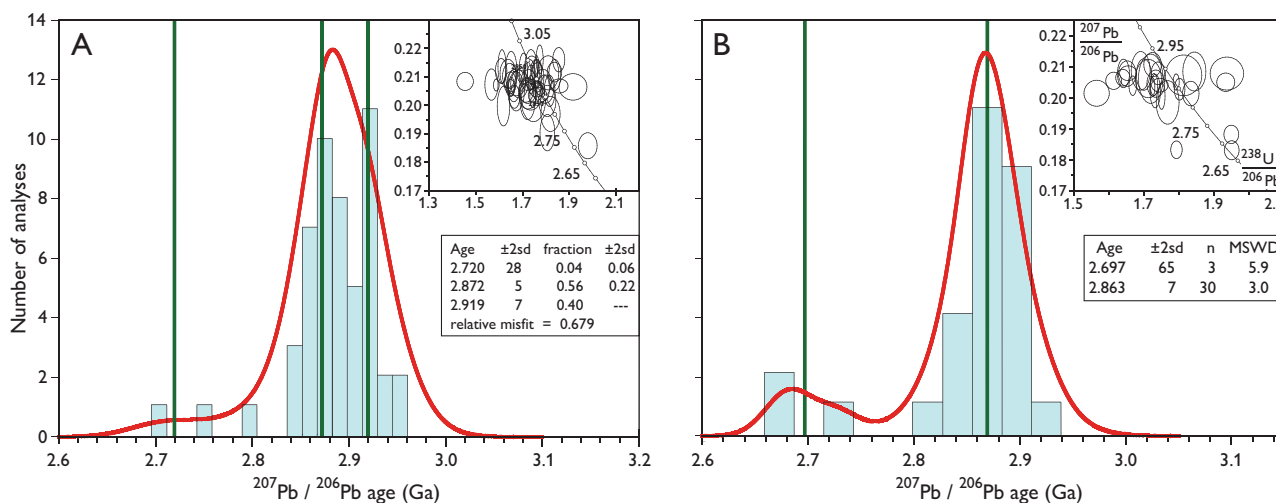 A
Number of analyses
14
12
10
8
6
4
2
0
2.6 2.7 2.8 2.9 3.0 3.1 3.2
207Pb / 206Pb age (Ga)
0.22
0.21
0.20
0.19
0.18
0.17
1.3 1.5 1.7 1.9 2.1
3.05
2.75
2.65
Age ±2sd fraction ±2sd
2.720 28 0.04 0.06
2.872 5 0.56 0.22
2.919 7 0.40 ---
relative misfit = 0.679
B
2.6 2.7 2.8 2.9 3.0 3.1
207Pb / 206Pb age (Ga)
207Pb
206Pb
0.22
0.21
0.20
0.19
0.18
0.17
1.5 1.7 1.9
2.95
2.75
2.65
238U
206Pb
Age ±2sd n MSWD
2.697 65 3 5.9
2.863 7 30 3.0